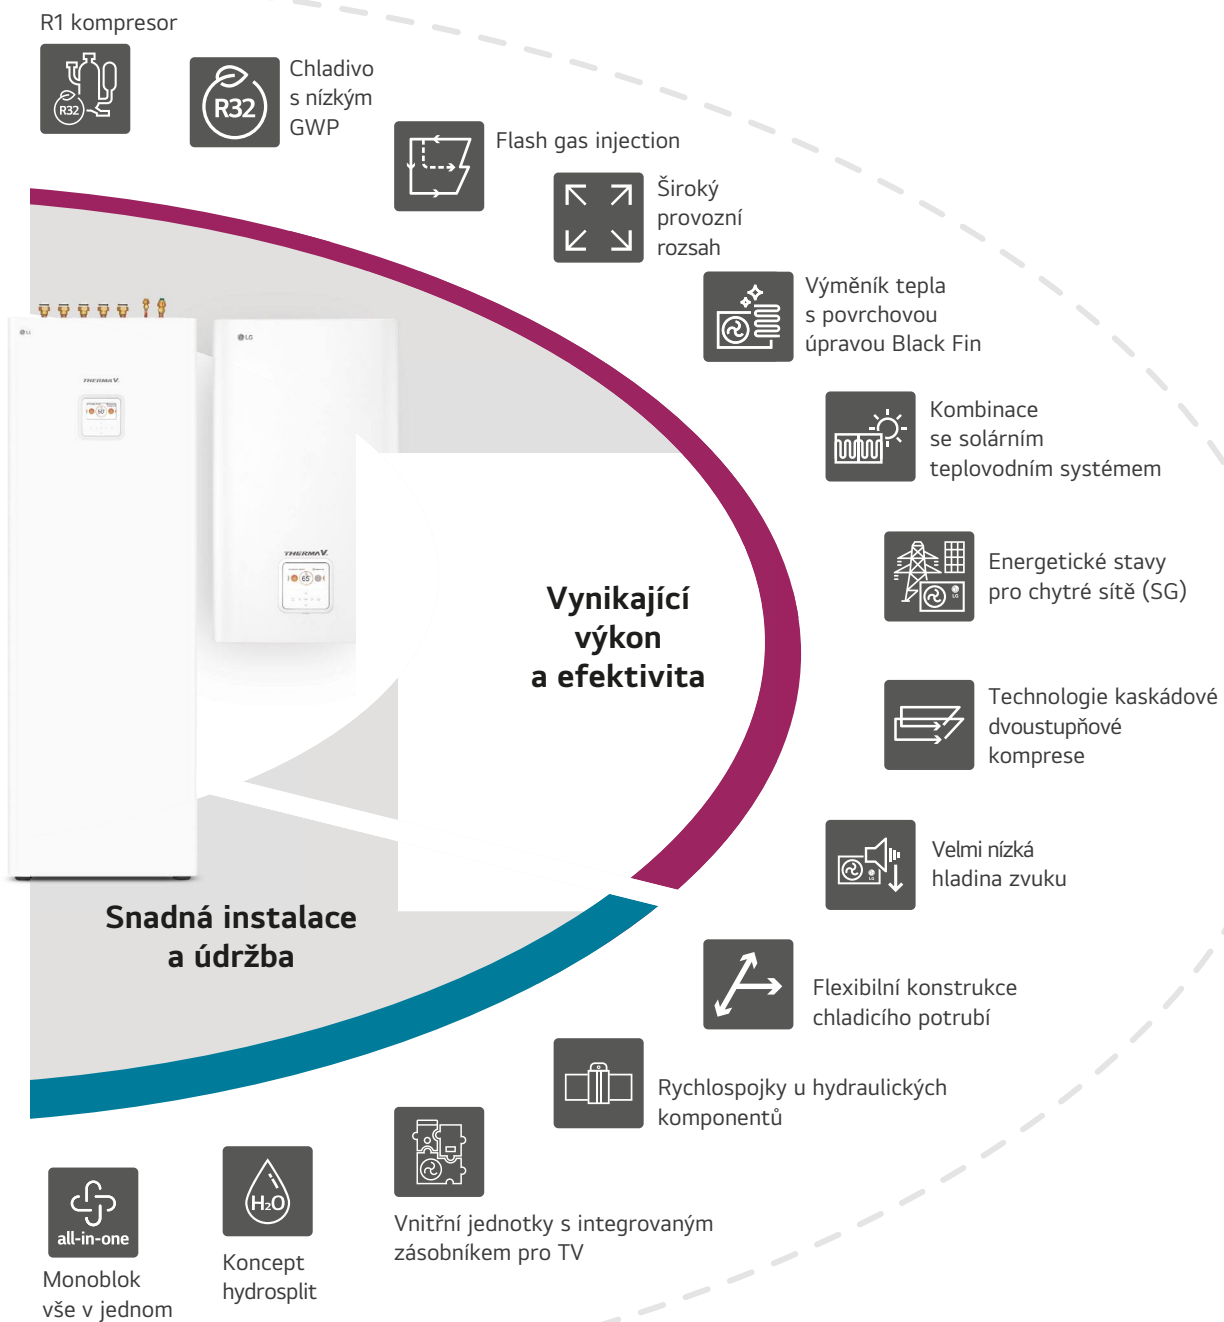 R1 kompresor
R32
R32
Chladivo
s nízkým
GWP
Flash gas injection
Široký
provozní
rozsah
Výměník tepla
s povrchovou
úpravou Black Fin
LG
THERMA V.
LG
THERMA V.
65
Kombinace
se solárním
teplovodním systémem
LG
Energetické stavy
pro chytré sítě (SG)
Vynikající
výkon
a efektivita
Technologie kaskádové
dvoustupňové
komprese
LG
Velmi nízká
hladina zvuku
Snadná instalace
a údržba
Flexibilní konstrukce
chladicího potrubí
Rychlospojky u hydraulických
komponentů
Vnitřní jednotky s integrovaným
zásobníkem pro TV
H₂O
Koncept
hydrosplit
all-in-one
Monoblok
vše v jednom